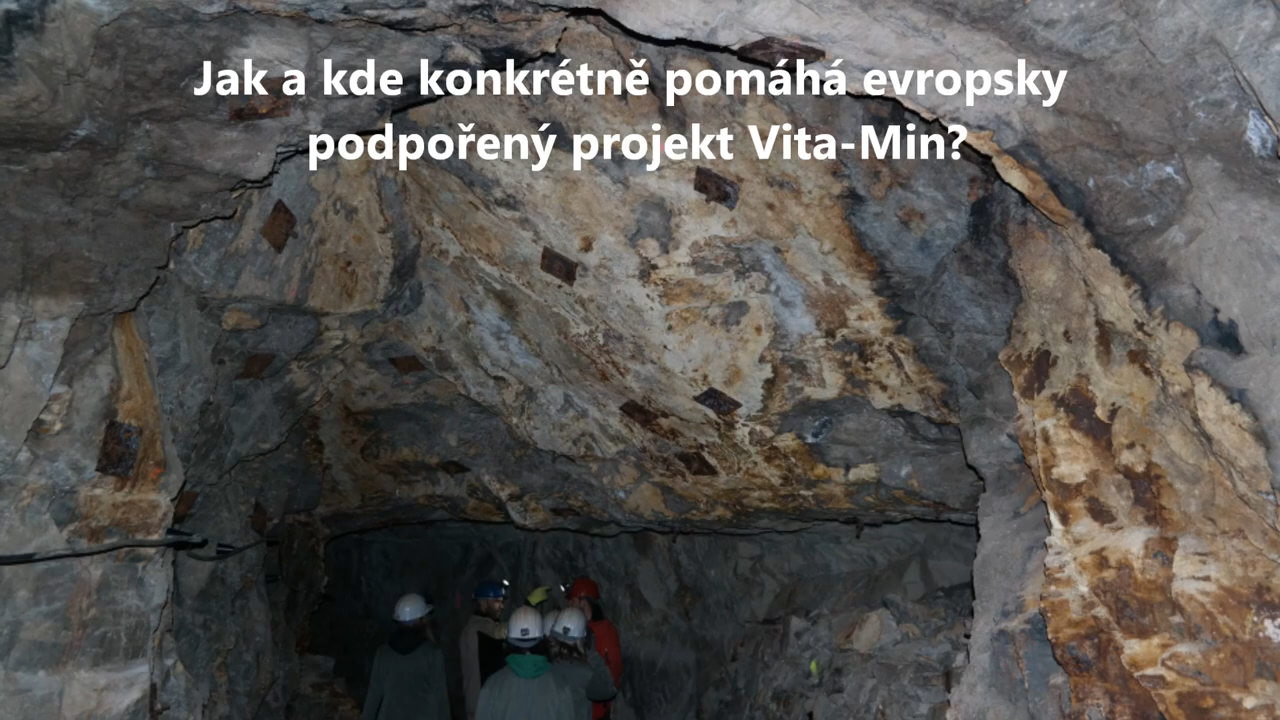 Jak a kde konkrétně pomáhá evropsky
podpořený projekt Vita-Min?